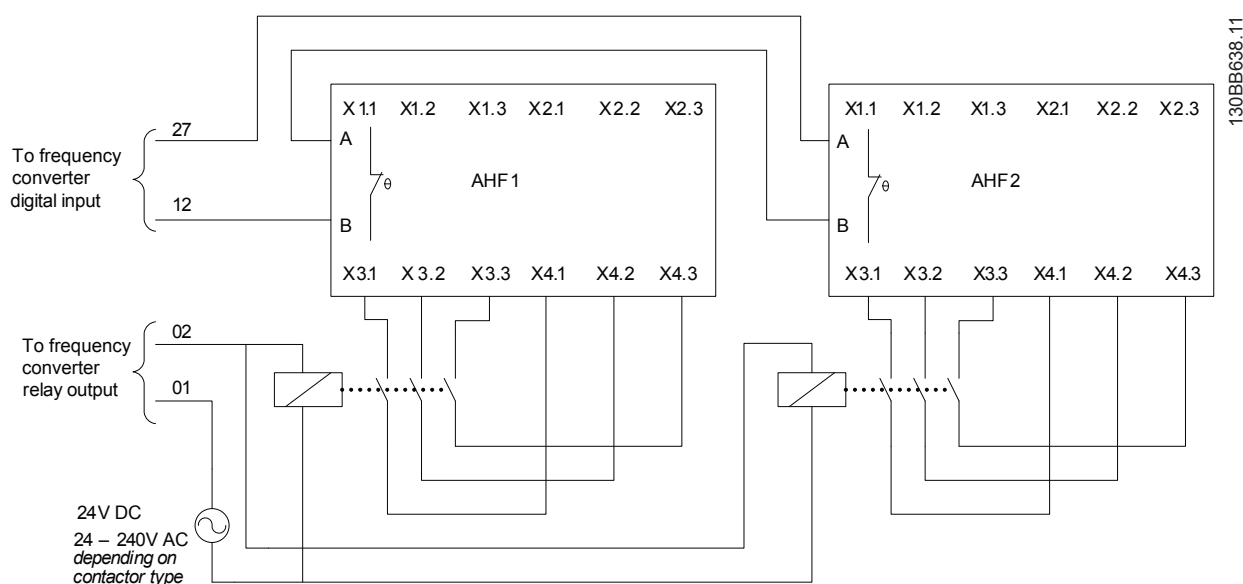 130BB638.11
X1.1 X1.2 X1.3 X2.1 X2.2 X2.3
X1.1 X1.2 X1.3 X2.1 X2.2 X2.3
27
A
A
To frequency
converter
digital input
θ
AHF1
θ
AHF2
12
B
B
X3.1 X3.2 X3.3 X4.1 X4.2 X4.3
X3.1 X3.2 X3.3 X4.1 X4.2 X4.3
02
To frequency
converter
relay output
01
24V DC
24 – 240V AC
depending on
contactor type